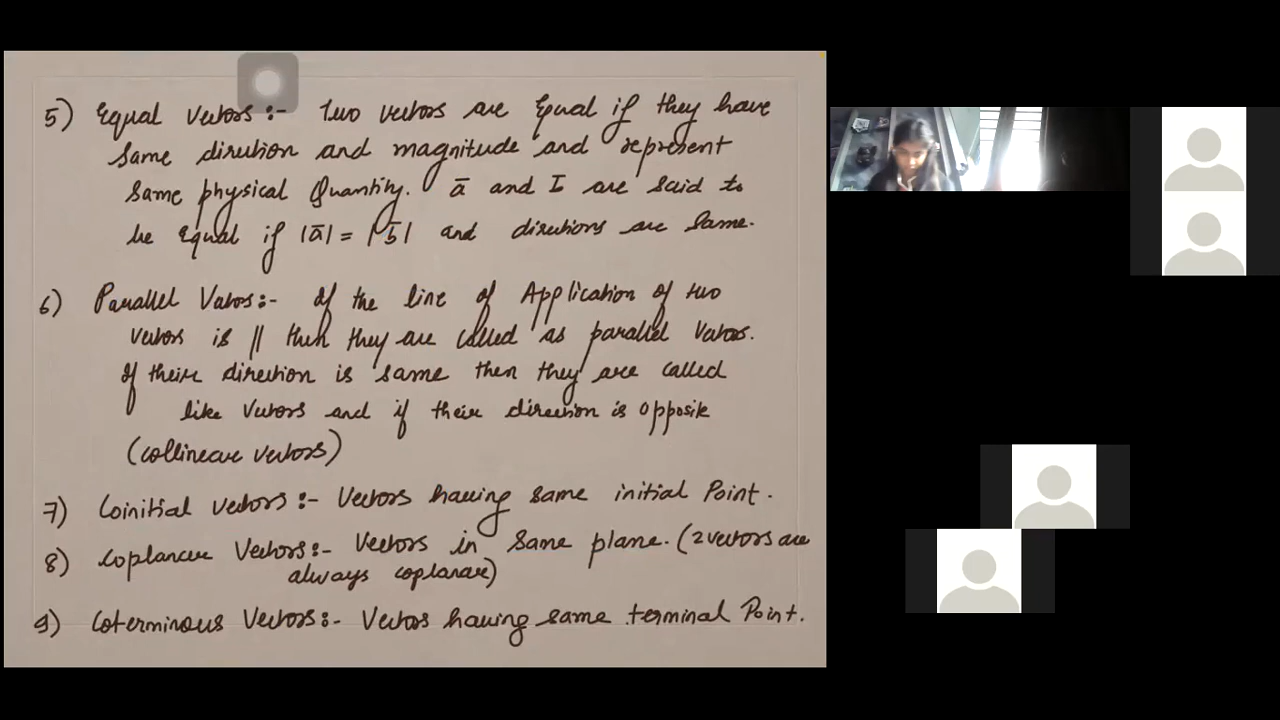 5) Equal Vectors :- Two vectors are Equal if they have
same direction and magnitude and represent
same physical Quantity. a̅ and I are said to
be Equal if |a̅| = |b̅| and directions are same.
6) Parallel Vectors :- If the line of Application of two
vectors is || then they are called as parallel Vectors.
If their direction is same then they are called
like Vectors and if their direction is opposite
(collinear vectors)
7) Coinitial vectors :- Vectors having same initial Point.
8) Coplanar Vectors :- Vectors in same plane. (2 vectors are
always coplanar)
9) Coterminous Vectors :- Vectors having same terminal Point.